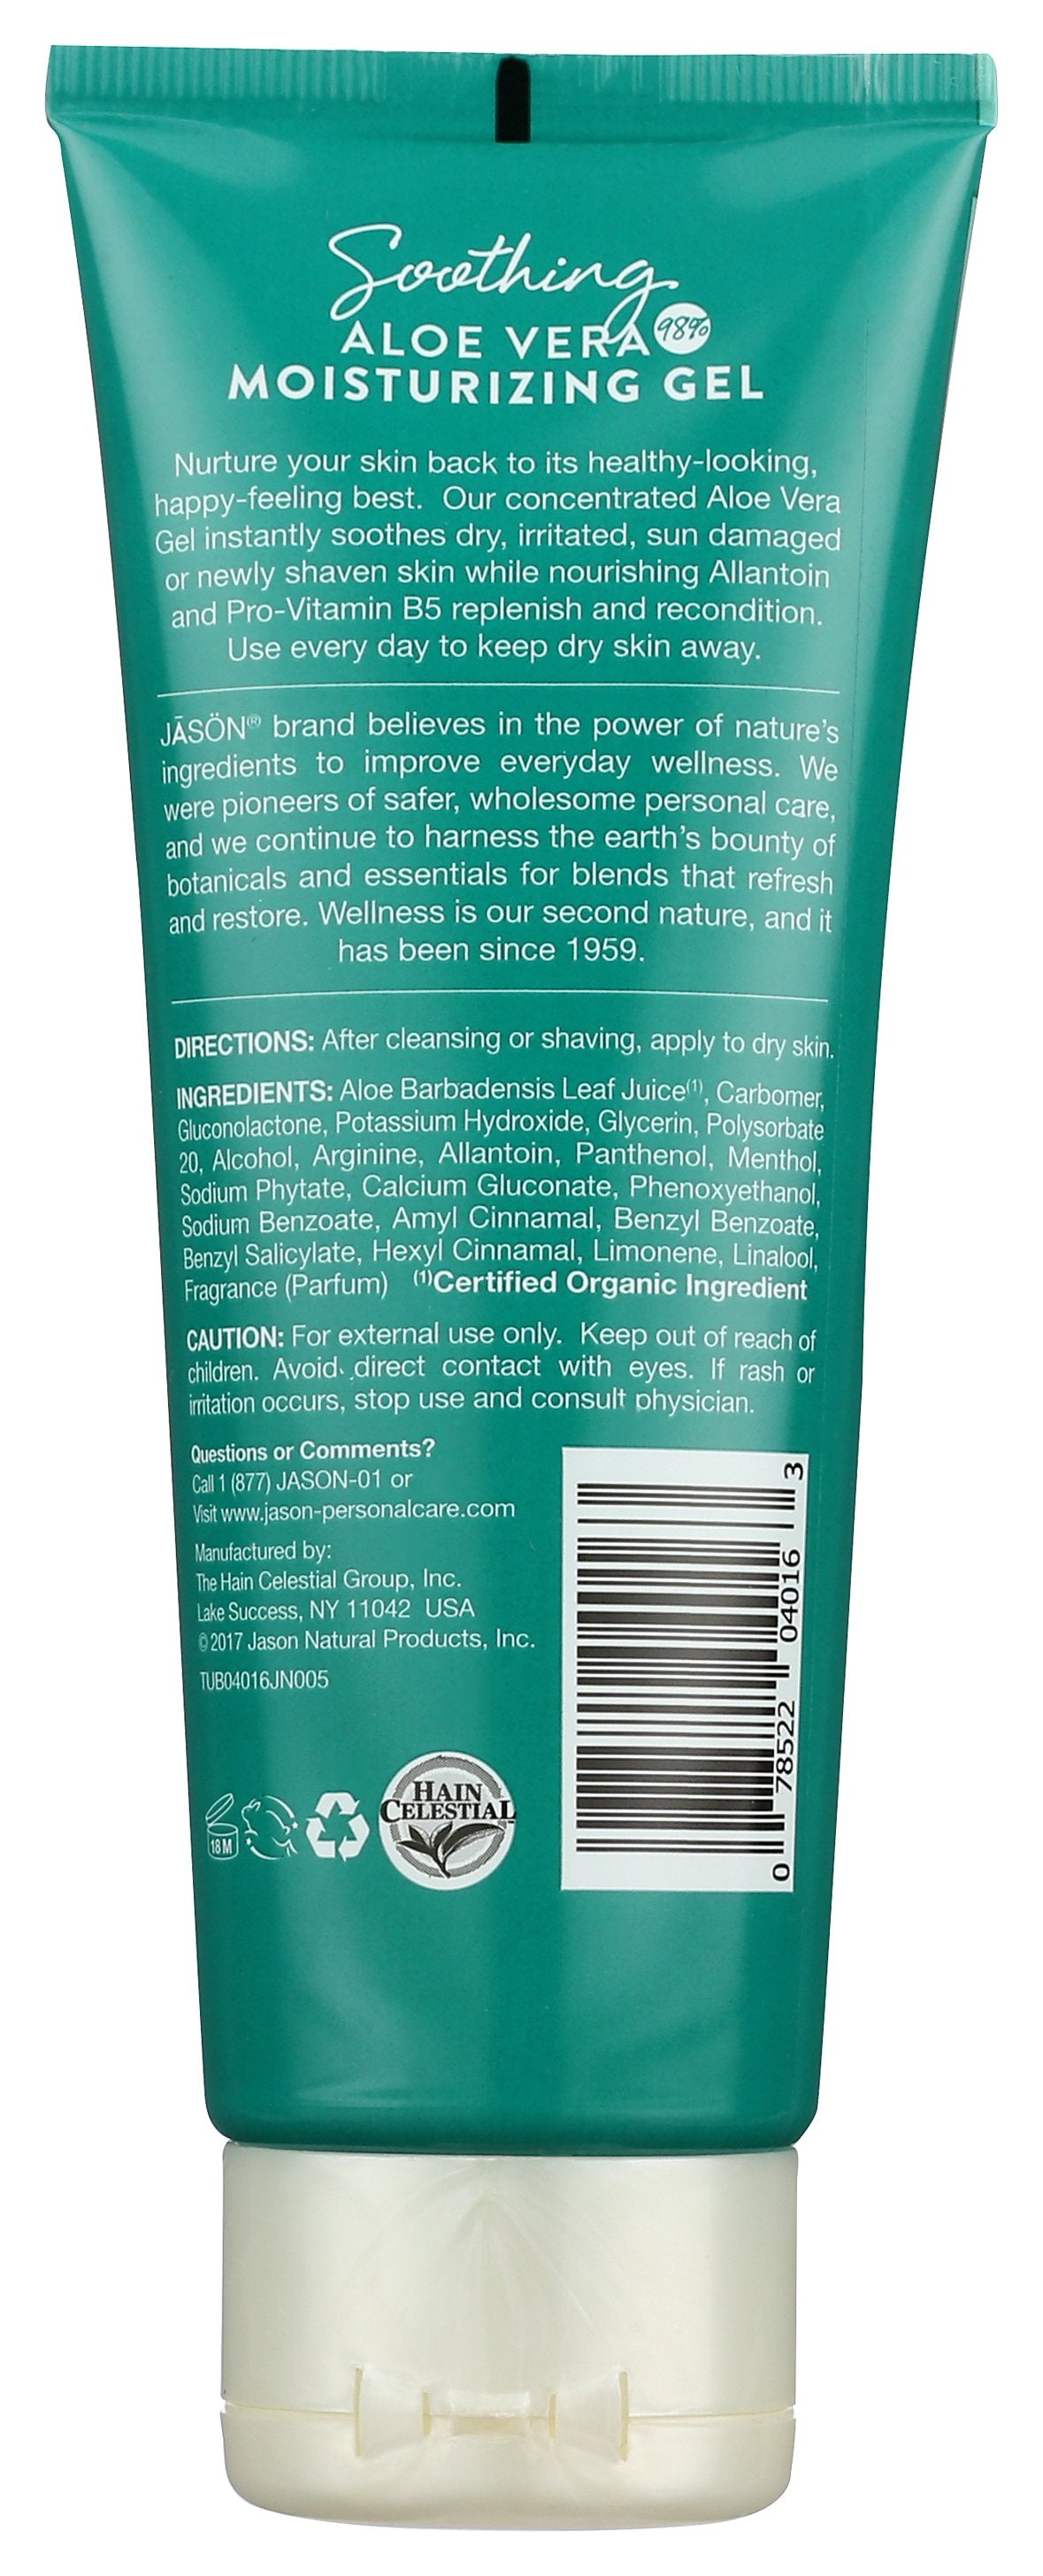 Soothing
ALOE VERA 98%
MOISTURIZING GEL
Nurture your skin back to its healthy-looking,
happy-feeling best. Our concentrated Aloe Vera
Gel instantly soothes dry, irritated, sun damaged
or newly shaven skin while nourishing Allantoin
and Pro-Vitamin B5 replenish and recondition.
Use every day to keep dry skin away.
JĀSÖN® brand believes in the power of nature's
ingredients to improve everyday wellness. We
were pioneers of safer, wholesome personal care,
and we continue to harness the earth's bounty of
botanicals and essentials for blends that refresh
and restore. Wellness is our second nature, and it
has been since 1959.
DIRECTIONS: After cleansing or shaving, apply to dry skin.
INGREDIENTS: Aloe Barbadensis Leaf Juice⁽¹⁾, Carbomer,
Gluconolactone, Potassium Hydroxide, Glycerin, Polysorbate
20, Alcohol, Arginine, Allantoin, Panthenol, Menthol,
Sodium Phytate, Calcium Gluconate, Phenoxyethanol,
Sodium Benzoate, Amyl Cinnamal, Benzyl Benzoate,
Benzyl Salicylate, Hexyl Cinnamal, Limonene, Linalool,
Fragrance (Parfum) ⁽¹⁾Certified Organic Ingredient
CAUTION: For external use only. Keep out of reach of
children. Avoid direct contact with eyes. If rash or
irritation occurs, stop use and consult physician.
Questions or Comments?
Call 1 (877) JASON-01 or
Visit www.jason-personalcare.com
Manufactured by:
The Hain Celestial Group, Inc.
Lake Success, NY 11042 USA
©2017 Jason Natural Products, Inc.
TUB04016JN005
18M
HAIN
CELESTIAL
0 78522 04016 3